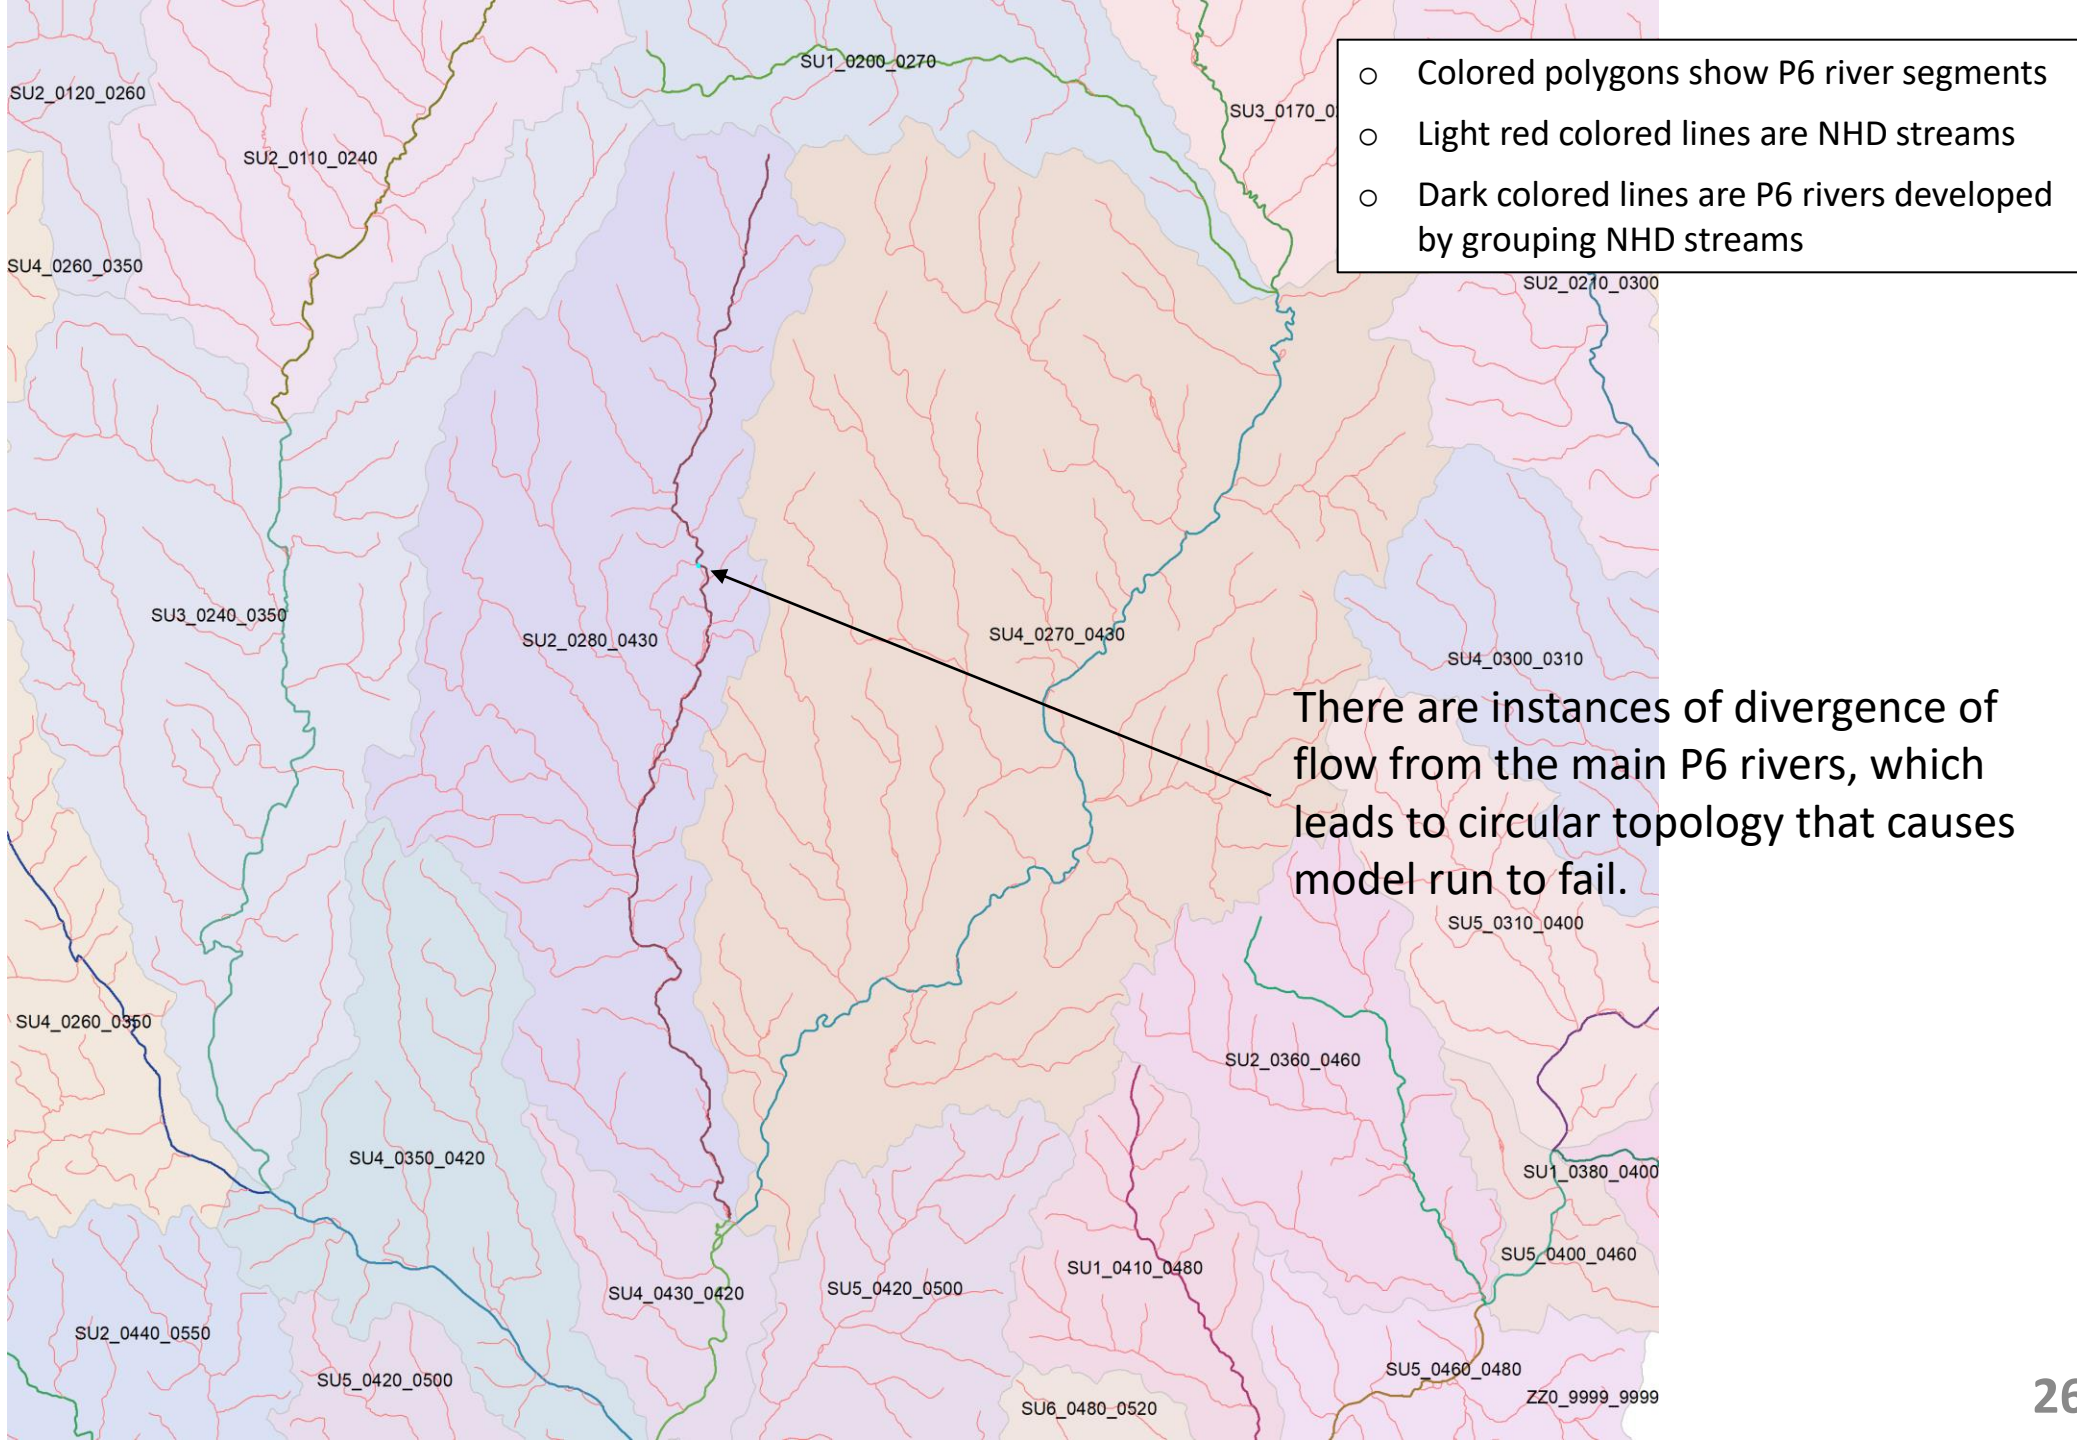 SU1_0200_0270
SU2_0120_0260
SU3_0170_0
SU2_0110_0240
SU4_0260_0350
○ Colored polygons show P6 river segments
○ Light red colored lines are NHD streams
○ Dark colored lines are P6 rivers developed
by grouping NHD streams
SU2_0210_0300
SU3_0240_0350
SU2_0280_0430
SU4_0270_0430
SU4_0300_0310
There are instances of divergence of
flow from the main P6 rivers, which
leads to circular topology that causes
model run to fail.
SU5_0310_0400
SU4_0260_0350
SU2_0360_0460
SU4_0350_0420
SU1_0380_0400
SU5_0400_0460
SU1_0410_0480
SU4_0430_0420
SU5_0420_0500
SU2_0440_0550
SU5_0420_0500
SU5_0460_0480
ZZ0_9999_9999
SU6_0480_0520
26